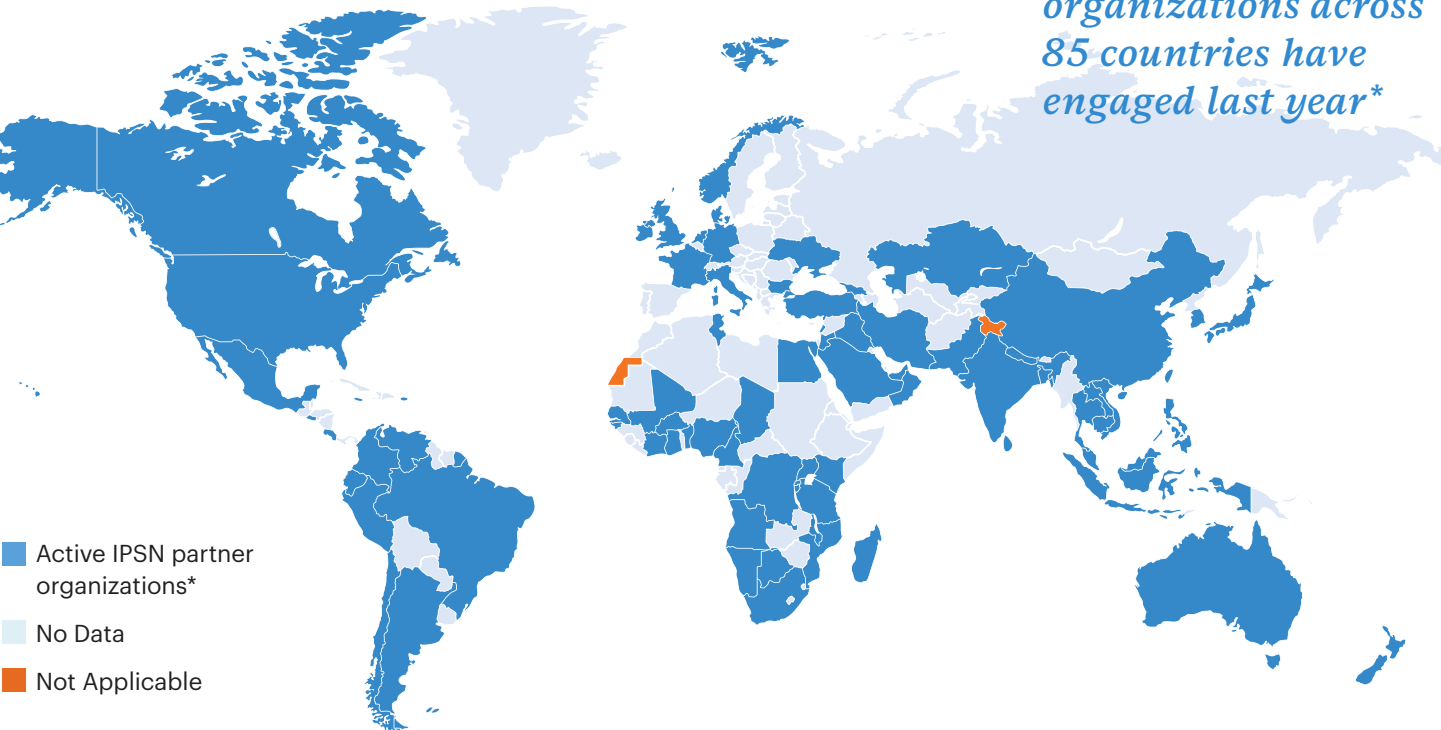 organizations across
85 countries have
engaged last year*
Active IPSN partner
organizations*
No Data
Not Applicable